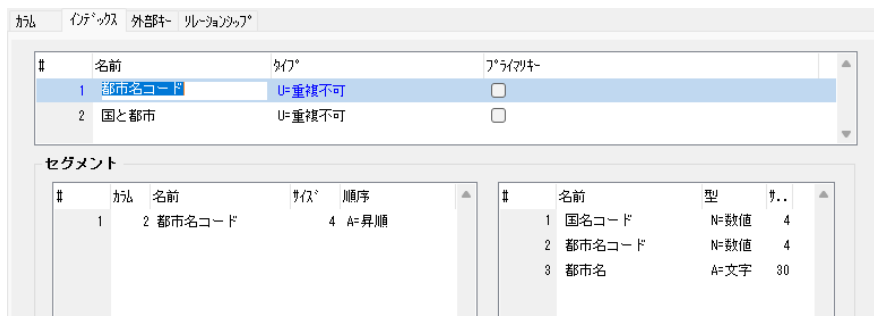 ｶﾗﾑ ｲﾝﾃﾞｯｸｽ 外部ｷｰ ﾘﾚｰｼｮﾝｼｯﾌﾟ
# 名前 ﾀｲﾌﾟ ﾌﾟﾗｲﾏﾘｷｰ
1 都市名コード U=重複不可
2 国と都市 U=重複不可
セグメント
# ｶﾗﾑ 名前 ｻｲｽﾞ 順序
1 2 都市名コード 4 A=昇順
# 名前 型 ｻ..
1 国名コード N=数値 4
2 都市名コード N=数値 4
3 都市名 A=文字 30